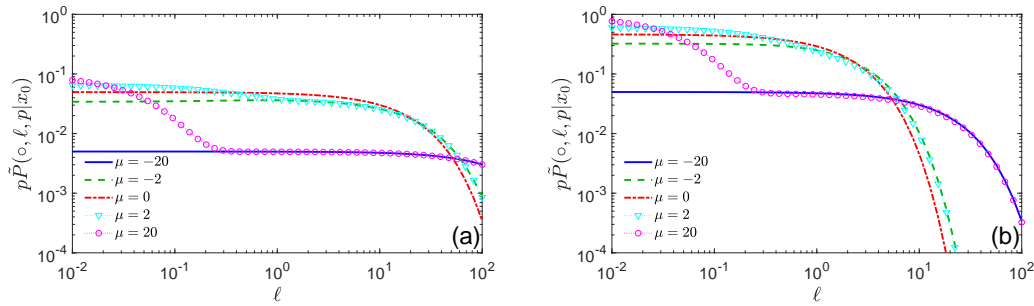 10^0
10^-1
10^-2
10^-3
10^-4
pP̃(∘, ℓ, p|x_0)
μ = −20
μ = −2
μ = 0
μ = 2
μ = 20
(a)
10^-2 10^-1 10^0 10^1 10^2
ℓ
10^0
10^-1
10^-2
10^-3
10^-4
pP̃(∘, ℓ, p|x_0)
μ = −20
μ = −2
μ = 0
μ = 2
μ = 20
(b)
10^-2 10^-1 10^0 10^1 10^2
ℓ